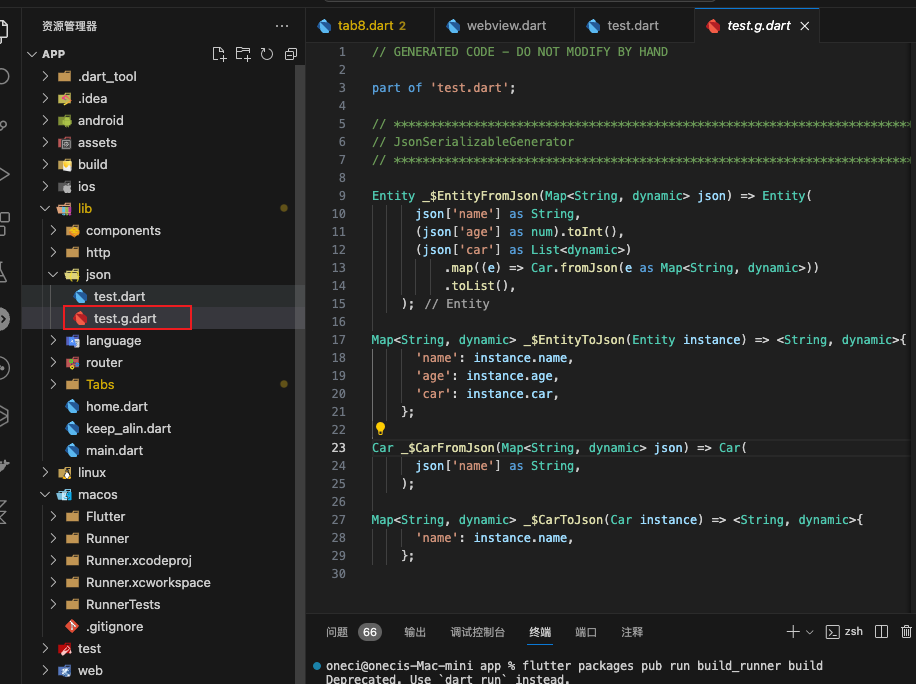 资源管理器 ...
APP
.dart_tool
.idea
android
assets
build
ios
lib
components
http
json
test.dart
test.g.dart
language
router
Tabs
home.dart
keep_alin.dart
main.dart
linux
macos
Flutter
Runner
Runner.xcodeproj
Runner.xcworkspace
RunnerTests
.gitignore
test
web
tab8.dart 2
webview.dart
test.dart
test.g.dart
1 // GENERATED CODE - DO NOT MODIFY BY HAND
2
3 part of 'test.dart';
4
5 // **************************************************************************
6 // JsonSerializableGenerator
7 // **************************************************************************
8
9 Entity _$EntityFromJson(Map<String, dynamic> json) => Entity(
10 json['name'] as String,
11 (json['age'] as num).toInt(),
12 (json['car'] as List<dynamic>)
13 .map((e) => Car.fromJson(e as Map<String, dynamic>))
14 .toList(),
15 ); // Entity
16
17 Map<String, dynamic> _$EntityToJson(Entity instance) => <String, dynamic>{
18 'name': instance.name,
19 'age': instance.age,
20 'car': instance.car,
21 };
22
23 Car _$CarFromJson(Map<String, dynamic> json) => Car(
24 json['name'] as String,
25 );
26
27 Map<String, dynamic> _$CarToJson(Car instance) => <String, dynamic>{
28 'name': instance.name,
29 };
30
问题 66 输出 调试控制台 终端 端口 注释
zsh
oneci@onecis-Mac-mini app % flutter packages pub run build_runner build
Deprecated. Use `dart run` instead.